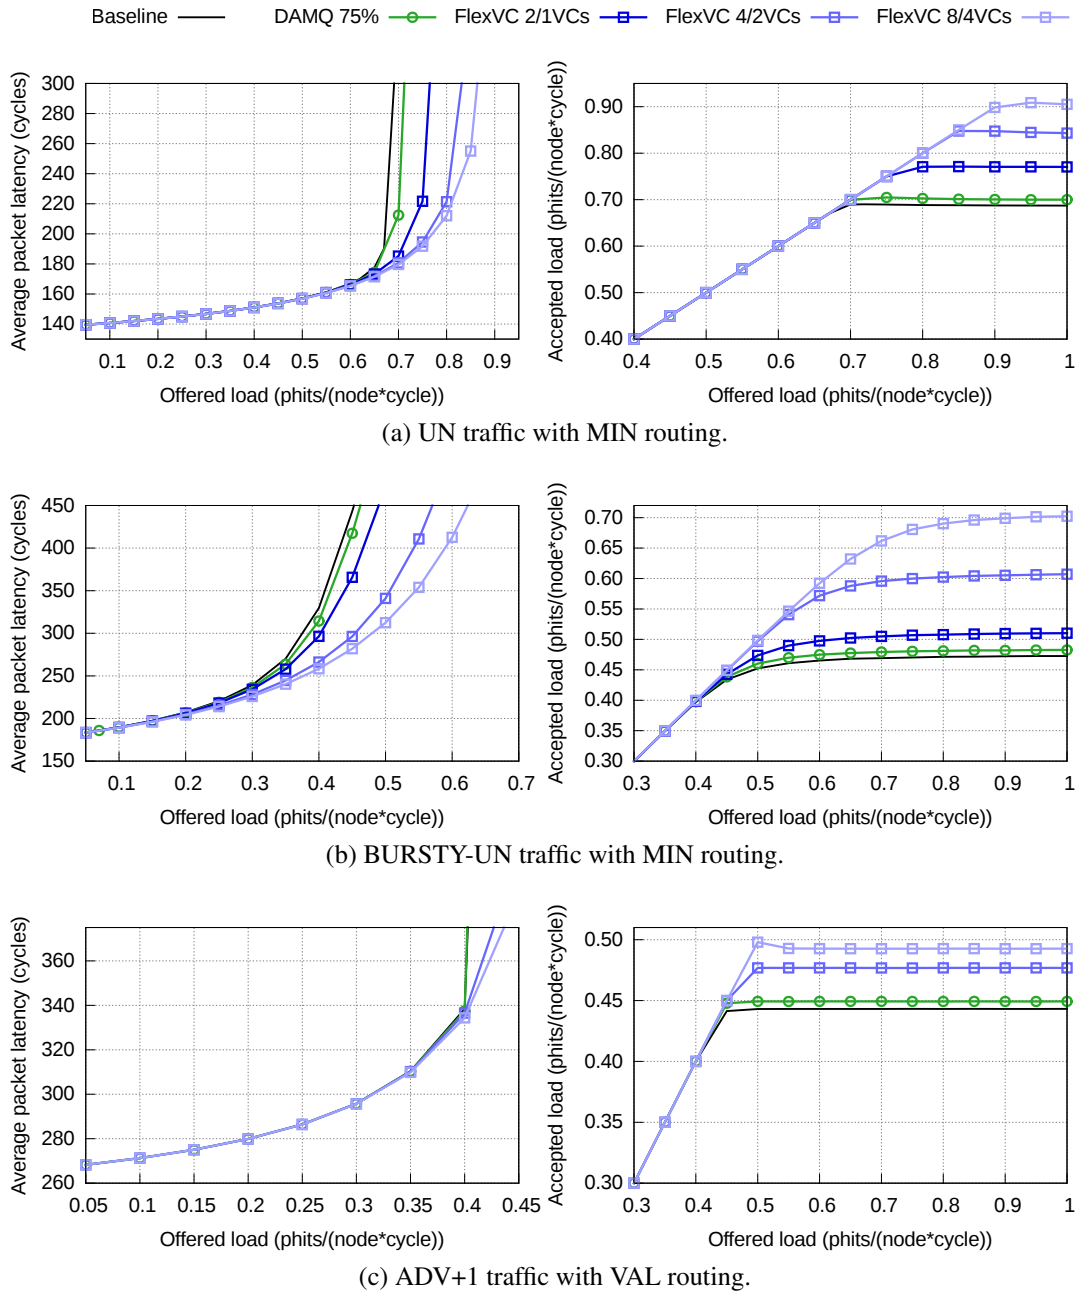 Baseline DAMQ 75% FlexVC 2/1VCs FlexVC 4/2VCs FlexVC 8/4VCs
Average packet latency (cycles)
300
280
260
240
220
200
180
160
140
0.1 0.2 0.3 0.4 0.5 0.6 0.7 0.8 0.9
Offered load (phits/(node*cycle))
Accepted load (phits/(node*cycle))
0.90
0.80
0.70
0.60
0.50
0.40
0.4 0.5 0.6 0.7 0.8 0.9 1
Offered load (phits/(node*cycle))
(a) UN traffic with MIN routing.
Average packet latency (cycles)
450
400
350
300
250
200
150
0.1 0.2 0.3 0.4 0.5 0.6 0.7
Offered load (phits/(node*cycle))
Accepted load (phits/(node*cycle))
0.70
0.65
0.60
0.55
0.50
0.45
0.40
0.35
0.30
0.3 0.4 0.5 0.6 0.7 0.8 0.9 1
Offered load (phits/(node*cycle))
(b) BURSTY-UN traffic with MIN routing.
Average packet latency (cycles)
360
340
320
300
280
260
0.05 0.1 0.15 0.2 0.25 0.3 0.35 0.4 0.45
Offered load (phits/(node*cycle))
Accepted load (phits/(node*cycle))
0.50
0.45
0.40
0.35
0.30
0.3 0.4 0.5 0.6 0.7 0.8 0.9 1
Offered load (phits/(node*cycle))
(c) ADV+1 traffic with VAL routing.